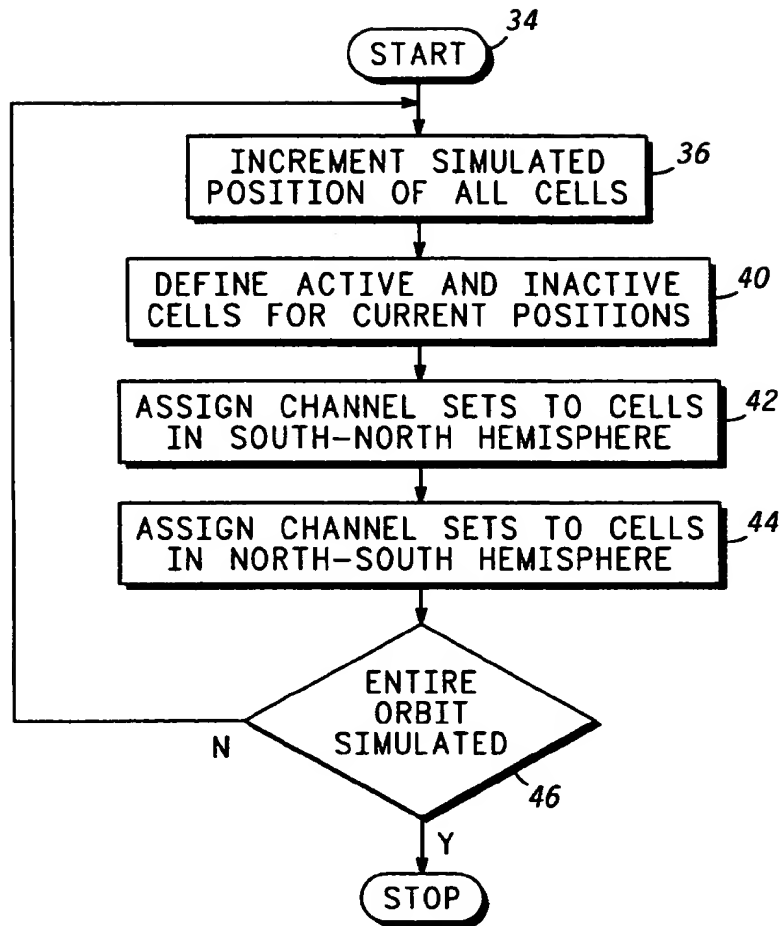 34
START
INCREMENT SIMULATED
POSITION OF ALL CELLS
36
DEFINE ACTIVE AND INACTIVE
CELLS FOR CURRENT POSITIONS
40
ASSIGN CHANNEL SETS TO CELLS
IN SOUTH-NORTH HEMISPHERE
42
ASSIGN CHANNEL SETS TO CELLS
IN NORTH-SOUTH HEMISPHERE
44
ENTIRE
ORBIT
SIMULATED
N
46
Y
STOP